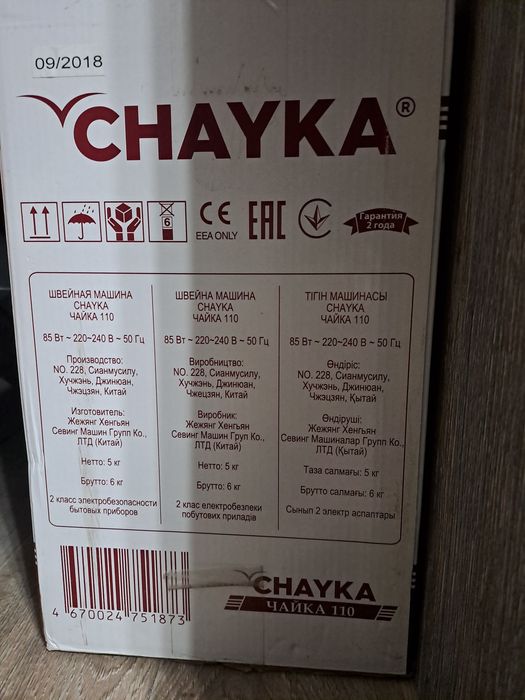 09/2018
CHAYKA®
6
CE
EEA ONLY
EAC
Гарантия
2 года
ШВЕЙНАЯ МАШИНА
CHAYKA
ЧАЙКА 110
85 Вт ~ 220~240 В ~ 50 Гц
Производство:
NO. 228, Сианмусилу,
Хучжэнь, Джинюан,
Чжэцзян, Китай
Изготовитель:
Жежянг Хенгьян
Севинг Машин Групп Ко.,
ЛТД (Китай)
Нетто: 5 кг
Брутто: 6 кг
2 класс электробезопасности
бытовых приборов
ШВЕЙНА МАШИНА
CHAYKA
ЧАЙКА 110
85 Вт ~ 220~240 В ~ 50 Гц
Виробництво:
NO. 228, Сианмусилу,
Хучжэнь, Джинюан,
Чжецзян, Китай
Виробник:
Жежянг Хенгьян
Севинг Машин Груп Ко.,
ЛТД (Китай)
Нетто: 5 кг
Брутто: 6 кг
2 клас електробезпеки
побутових приладів
ТІГІН МАШИНАСЫ
CHAYKA
ЧАЙКА 110
85 Вт ~ 220~240 В ~ 50 Гц
Өндіріс:
NO. 228, Сианмусилу,
Хучжэнь, Джинюан,
Чжэцзян, Қытай
Өндіруші:
Жежянг Хенгьян
Севинг Машиналар Групп Ко.,
ЛТД (Қытай)
Таза салмағы: 5 кг
Брутто салмағы: 6 кг
Сынып 2 электр аспаптары
4 670024 751873
CHAYKA
ЧАЙКА 110